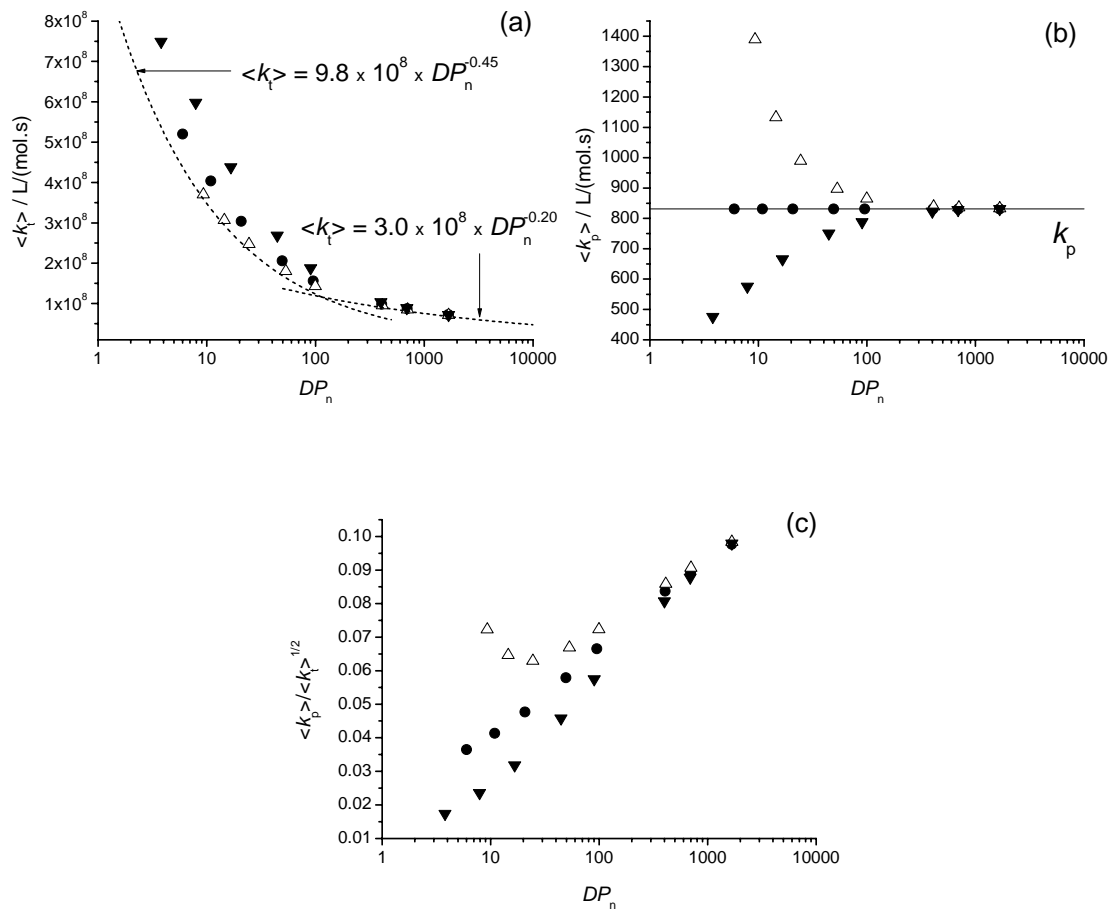 (a)
8x10⁸
7x10⁸
6x10⁸
5x10⁸
4x10⁸
3x10⁸
2x10⁸
1x10⁸
<k_t> / L/(mol.s)
<k_t> = 9.8 x 10⁸ x DP_n^-0.45
<k_t> = 3.0 x 10⁸ x DP_n^-0.20
1 10 100 1000 10000
DP_n
(b)
1400
1300
1200
1100
1000
900
800
700
600
500
400
<k_p> / L/(mol.s)
k_p
1 10 100 1000 10000
DP_n
(c)
0.10
0.09
0.08
0.07
0.06
0.05
0.04
0.03
0.02
0.01
<k_p>/<k_t>^1/2
1 10 100 1000 10000
DP_n